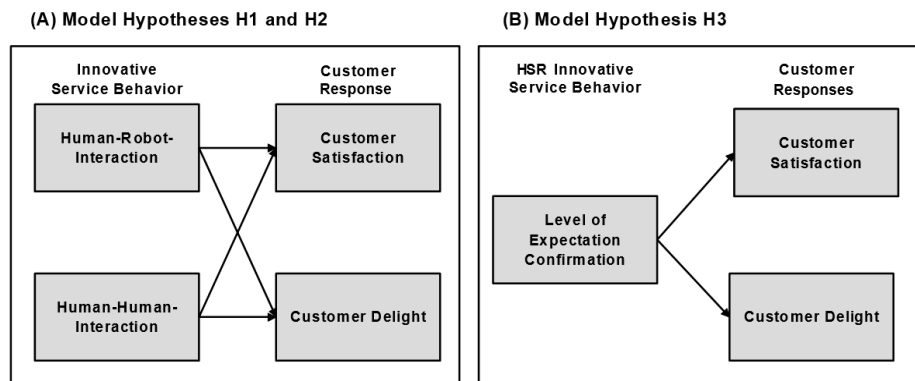 (A) Model Hypotheses H1 and H2
Innovative
Service Behavior
Customer
Response
Human-Robot-
Interaction
Customer
Satisfaction
Human-Human-
Interaction
Customer Delight
(B) Model Hypothesis H3
HSR Innovative
Service Behavior
Customer
Responses
Customer
Satisfaction
Level of
Expectation
Confirmation
Customer Delight